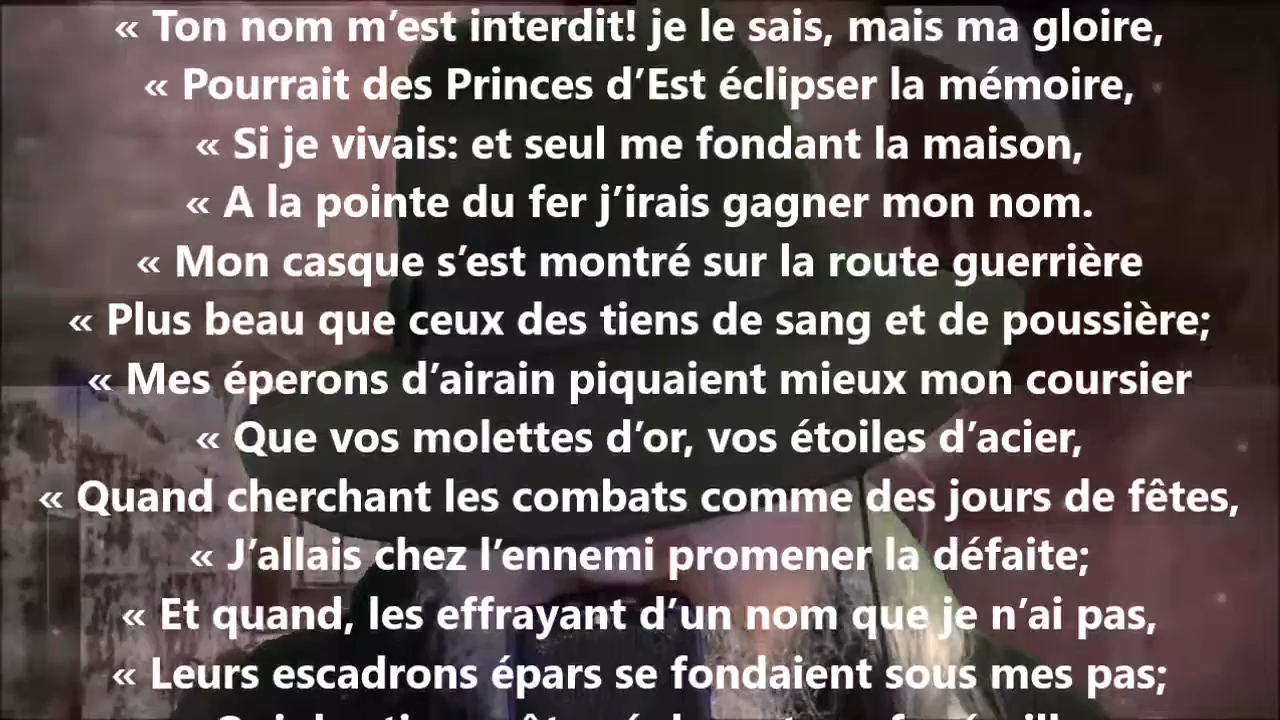 « Ton nom m’est interdit! je le sais, mais ma gloire,
« Pourrait des Princes d’Est éclipser la mémoire,
« Si je vivais: et seul me fondant la maison,
« A la pointe du fer j’irais gagner mon nom.
« Mon casque s’est montré sur la route guerrière
« Plus beau que ceux des tiens de sang et de poussière;
« Mes éperons d’airain piquaient mieux mon coursier
« Que vos molettes d’or, vos étoiles d’acier,
« Quand cherchant les combats comme des jours de fêtes,
« J’allais chez l’ennemi promener la défaite;
« Et quand, les effrayant d’un nom que je n’ai pas,
« Leurs escadrons épars se fondaient sous mes pas;